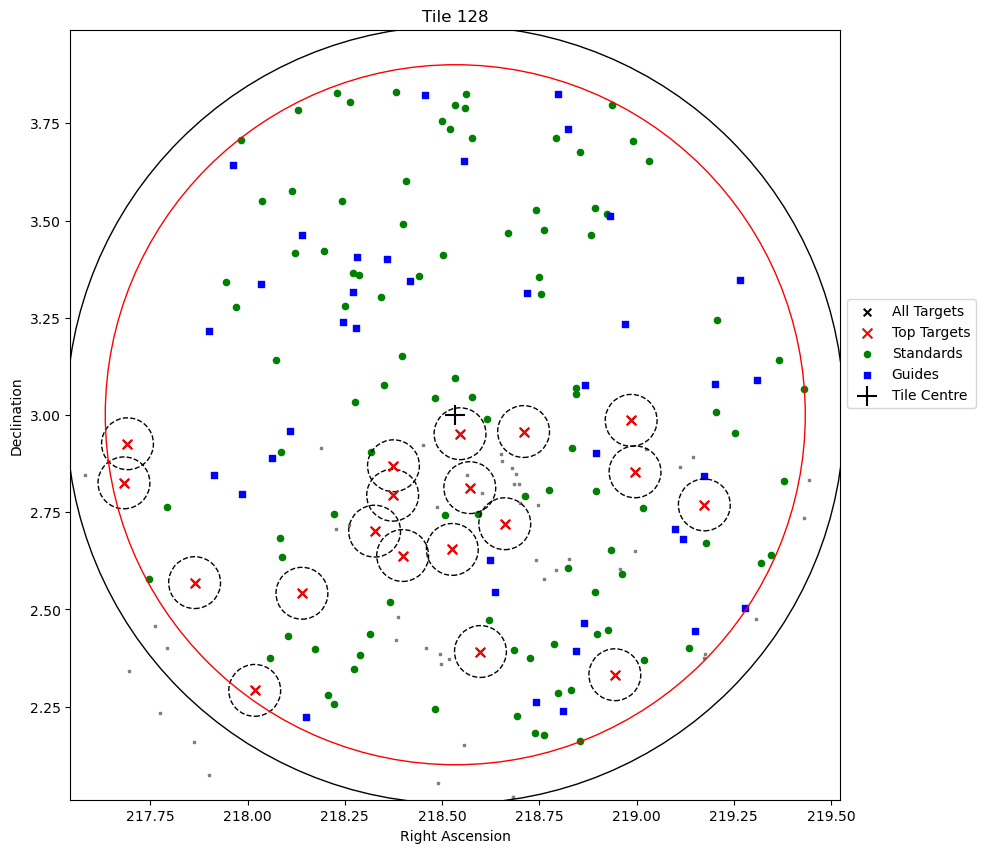 Tile 128
3.75
3.50
3.25
3.00
2.75
2.50
2.25
Declination
217.75
218.00
218.25
218.50
218.75
219.00
219.25
219.50
Right Ascension
All Targets
Top Targets
Standards
Guides
Tile Centre